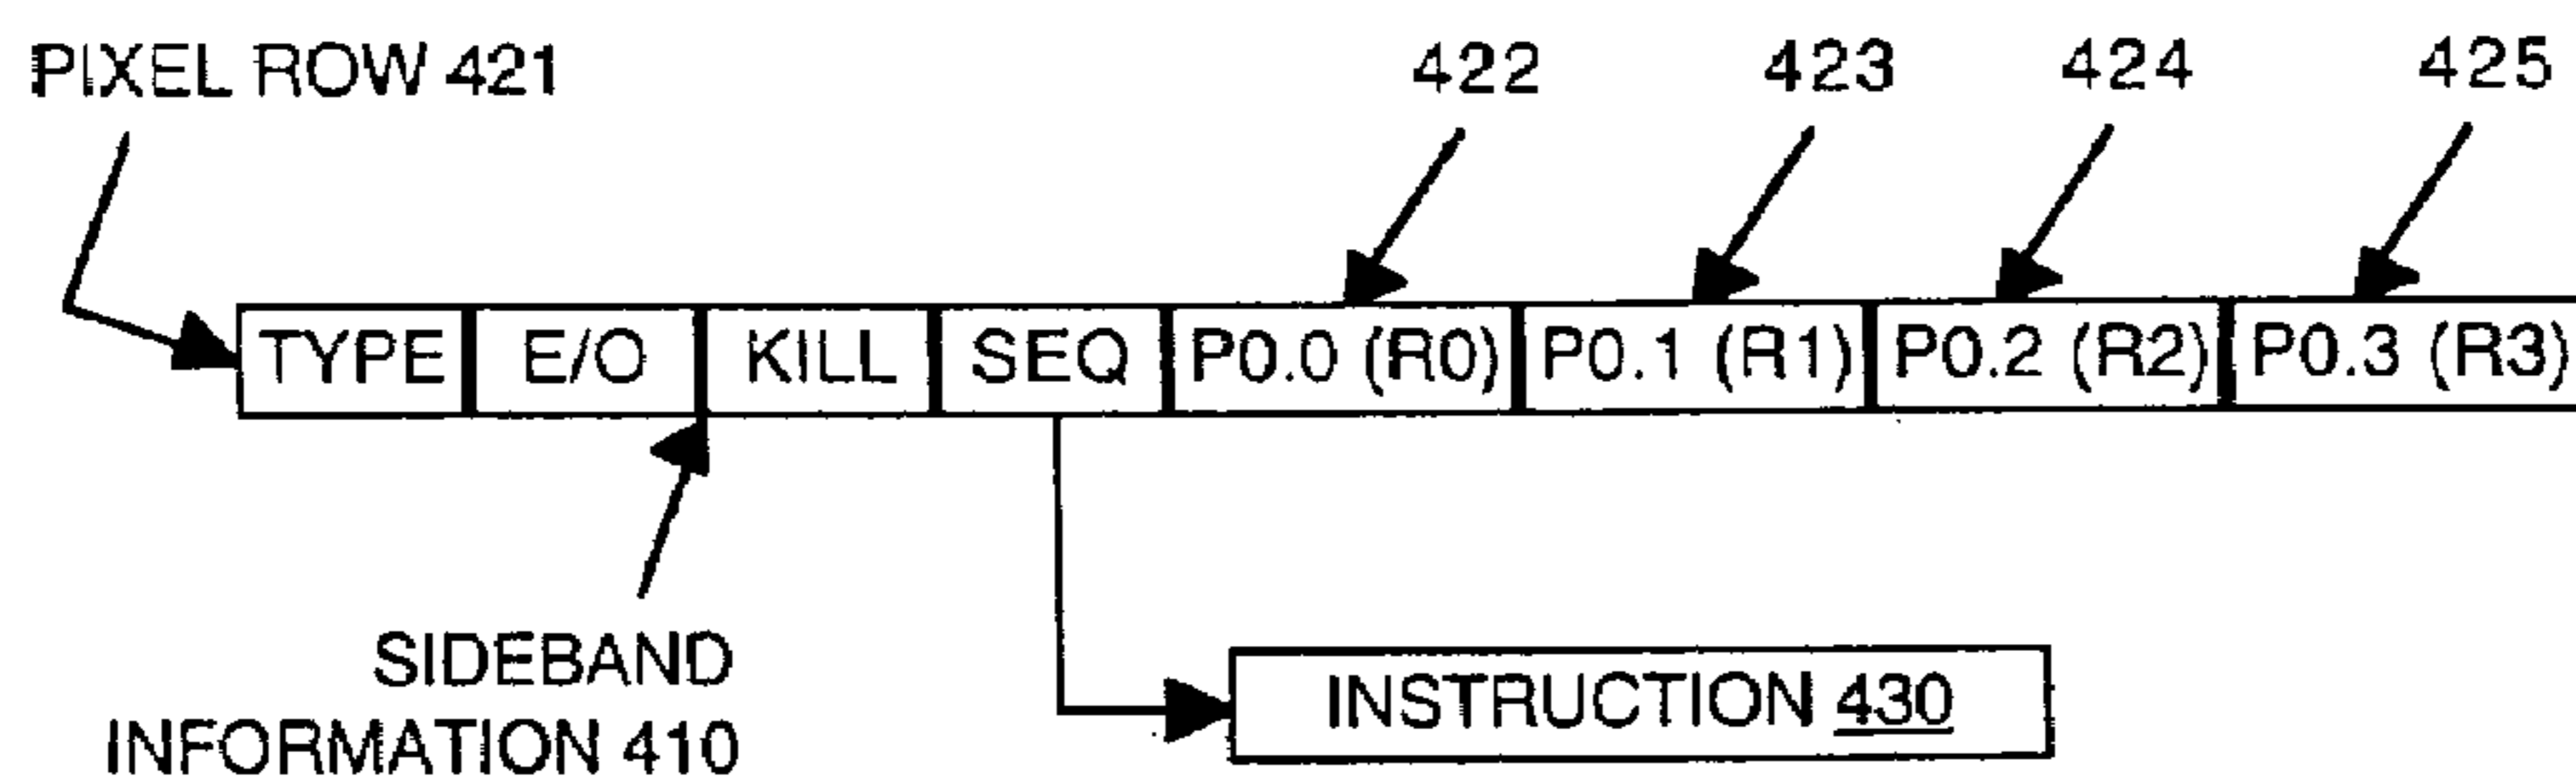 PIXEL ROW 421
422
423
424
425
TYPE
E/O
KILL
SEQ
P0.0 (R0)
P0.1 (R1)
P0.2 (R2)
P0.3 (R3)
SIDEBAND
INFORMATION 410
INSTRUCTION 430